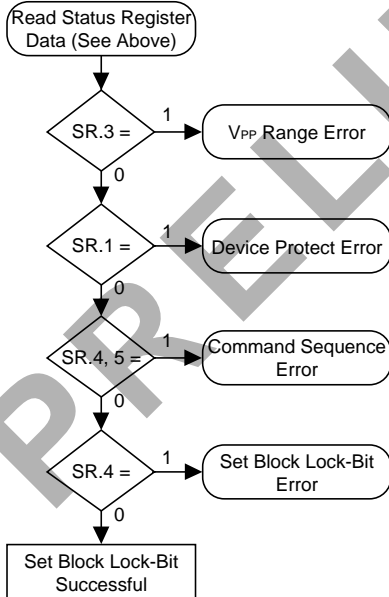 Read Status Register
Data (See Above)
SR.3 =
1
VPP Range Error
0
SR.1 =
1
Device Protect Error
0
SR.4, 5 =
1
Command Sequence
Error
0
SR.4 =
1
Set Block Lock-Bit
Error
0
Set Block Lock-Bit
Successful
PRELI